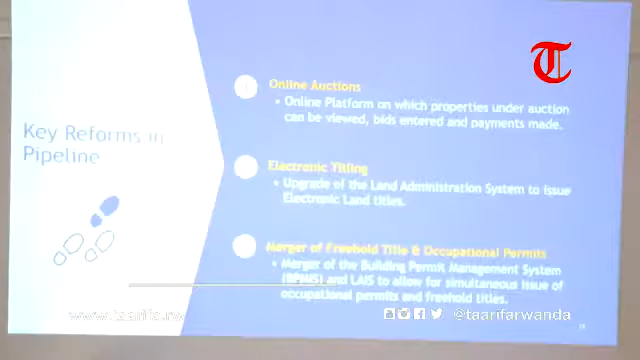 T
Key Reforms in
Pipeline
Online Auctions
• Online Platform on which properties under auction
can be viewed, bids entered and payments made.
Electronic Titling
• Upgrade of the Land Administration System to issue
Electronic Land titles.
Merger of Freehold Title & Occupational Permits
• Merger of the Building Permit Management System
(BPMIS) and LAIS to allow for simultaneous issue of
occupational permits and freehold titles.
www.taarifa.rw
@taarifarwanda